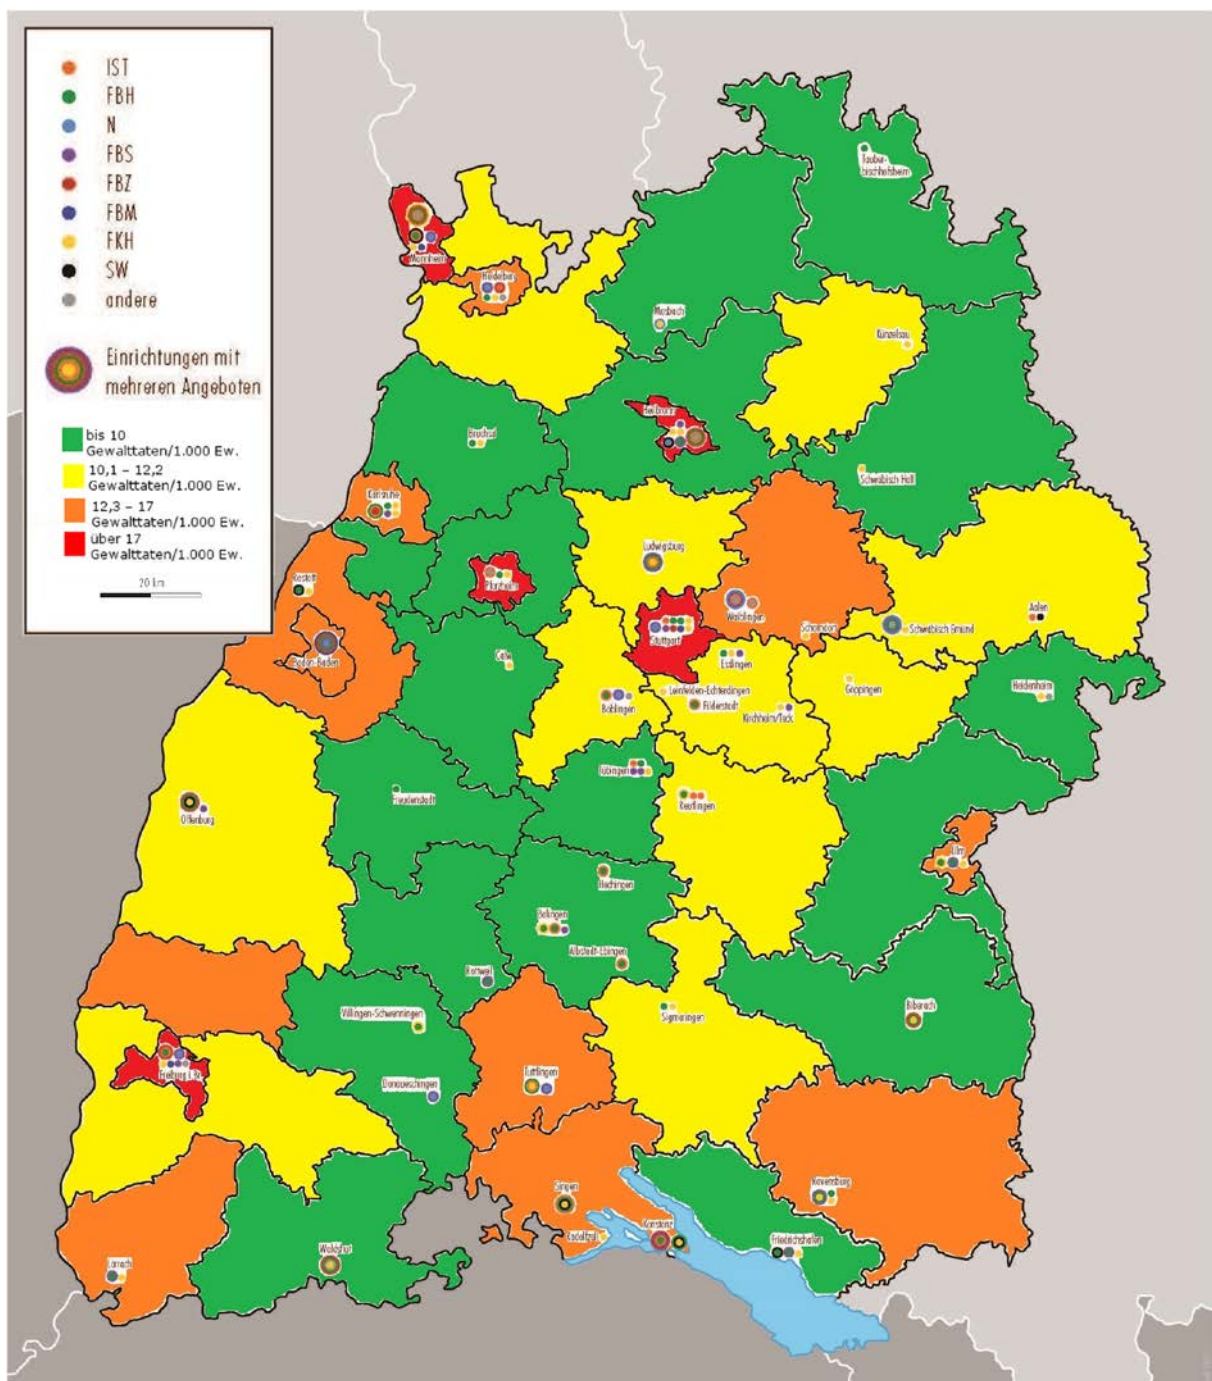 IST
FBH
N
FBS
FBZ
FBM
FKH
SW
andere
Einrichtungen mit
mehreren Angeboten
bis 10
Gewalttaten/1.000 Ew.
10,1 – 12,2
Gewalttaten/1.000 Ew.
12,3 – 17
Gewalttaten/1.000 Ew.
über 17
Gewalttaten/1.000 Ew.
20 km
Tauber-
bischofsheim
Mannheim
Heidelberg
Mosbach
Künzelsau
Heilbronn
Bruchsal
Schwäbisch Hall
Karlsruhe
Ludwigsburg
Pforzheim
Rastatt
Waiblingen
Aalen
Schorndorf
Schwäbisch Gmünd
Stuttgart
Baden-Baden
Calw
Esslingen
Göppingen
Heidenheim
Leinfelden-Echterdingen
Filderstadt
Böblingen
Kirchheim/Teck
Tübingen
Freudenstadt
Reutlingen
Offenburg
Ulm
Hechingen
Balingen
Albstadt-Ebingen
Rottweil
Biberach
Villingen-Schwenningen
Sigmaringen
Freiburg i. Br.
Tuttlingen
Donaueschingen
Singen
Ravensburg
Konstanz
Radolfzell
Friedrichshafen
Waldshut
Lörrach